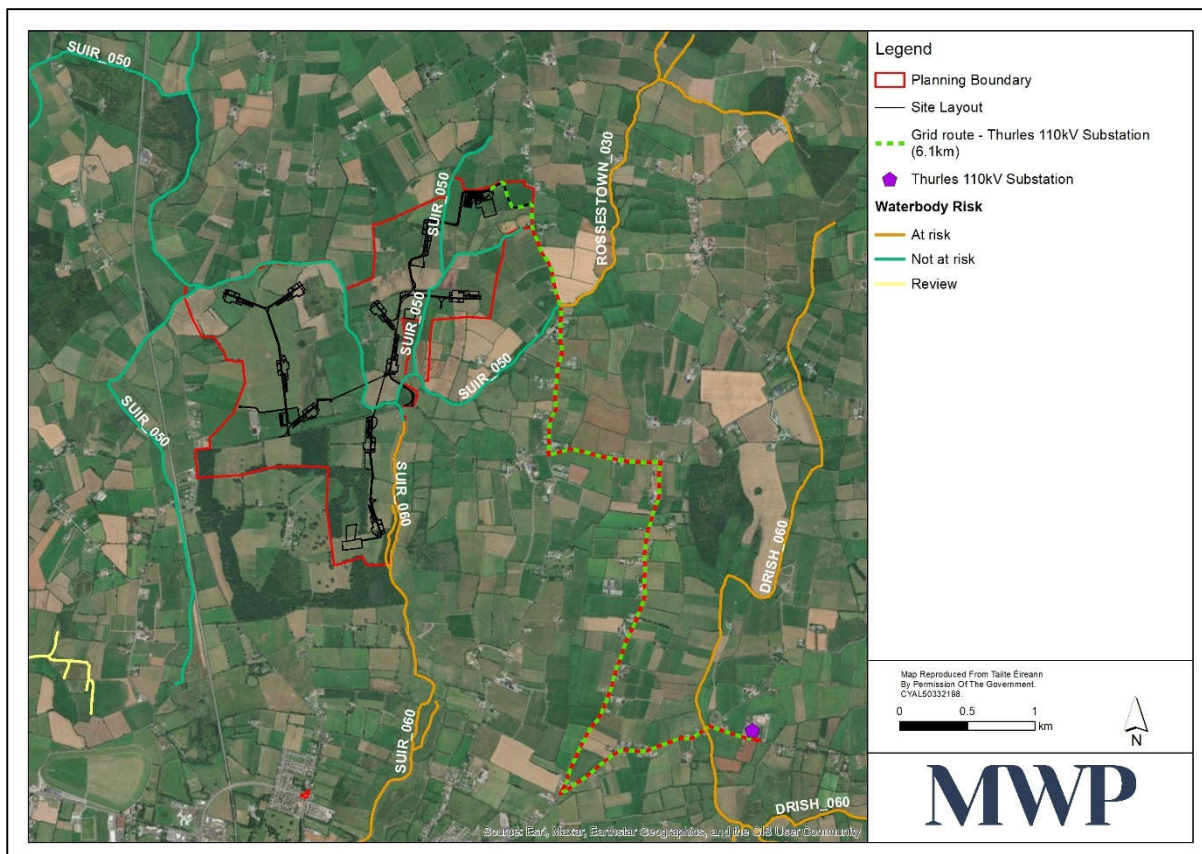 SUIR_050
SUIR_050
ROSSESTOWN_030
SUIR_050
SUIR_050
SUIR_050
SUIR_060
DRISH_060
SUIR_060
DRISH_060
Source: Esri, Maxar, Earthstar Geographics, and the GIS User Community
Legend
Planning Boundary
Site Layout
Grid route - Thurles 110kV Substation
(6.1km)
Thurles 110kV Substation
Waterbody Risk
At risk
Not at risk
Review
Map Reproduced From Tailte Éireann
By Permission Of The Government.
CYAL50332198.
0 0.5 1
km
N
MWP